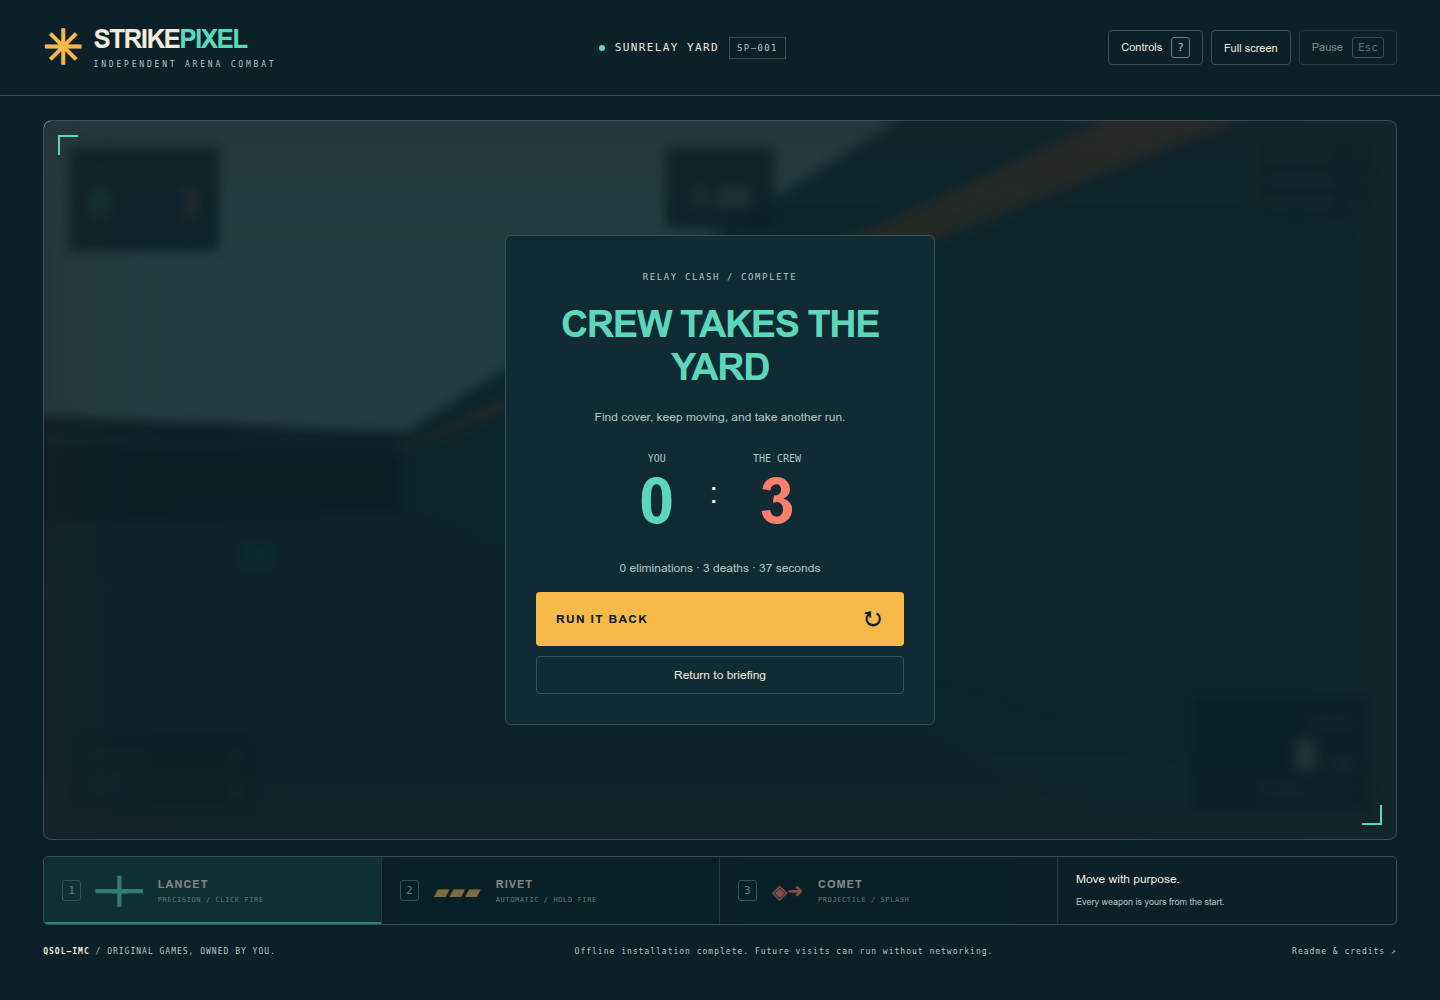 STRIKEPIXEL
INDEPENDENT ARENA COMBAT
SUNRELAY YARD SP—001
Controls ?
Full screen
Pause Esc
RELAY CLASH / COMPLETE
CREW TAKES THE
YARD
Find cover, keep moving, and take another run.
YOU THE CREW
0 : 3
0 eliminations · 3 deaths · 37 seconds
RUN IT BACK ↻
Return to briefing
1 LANCET
PRECISION / CLICK FIRE
2 RIVET
AUTOMATIC / HOLD FIRE
3 COMET
PROJECTILE / SPLASH
Move with purpose.
Every weapon is yours from the start.
QSOL—IMC / ORIGINAL GAMES, OWNED BY YOU.
Offline installation complete. Future visits can run without networking.
Readme & credits ↗